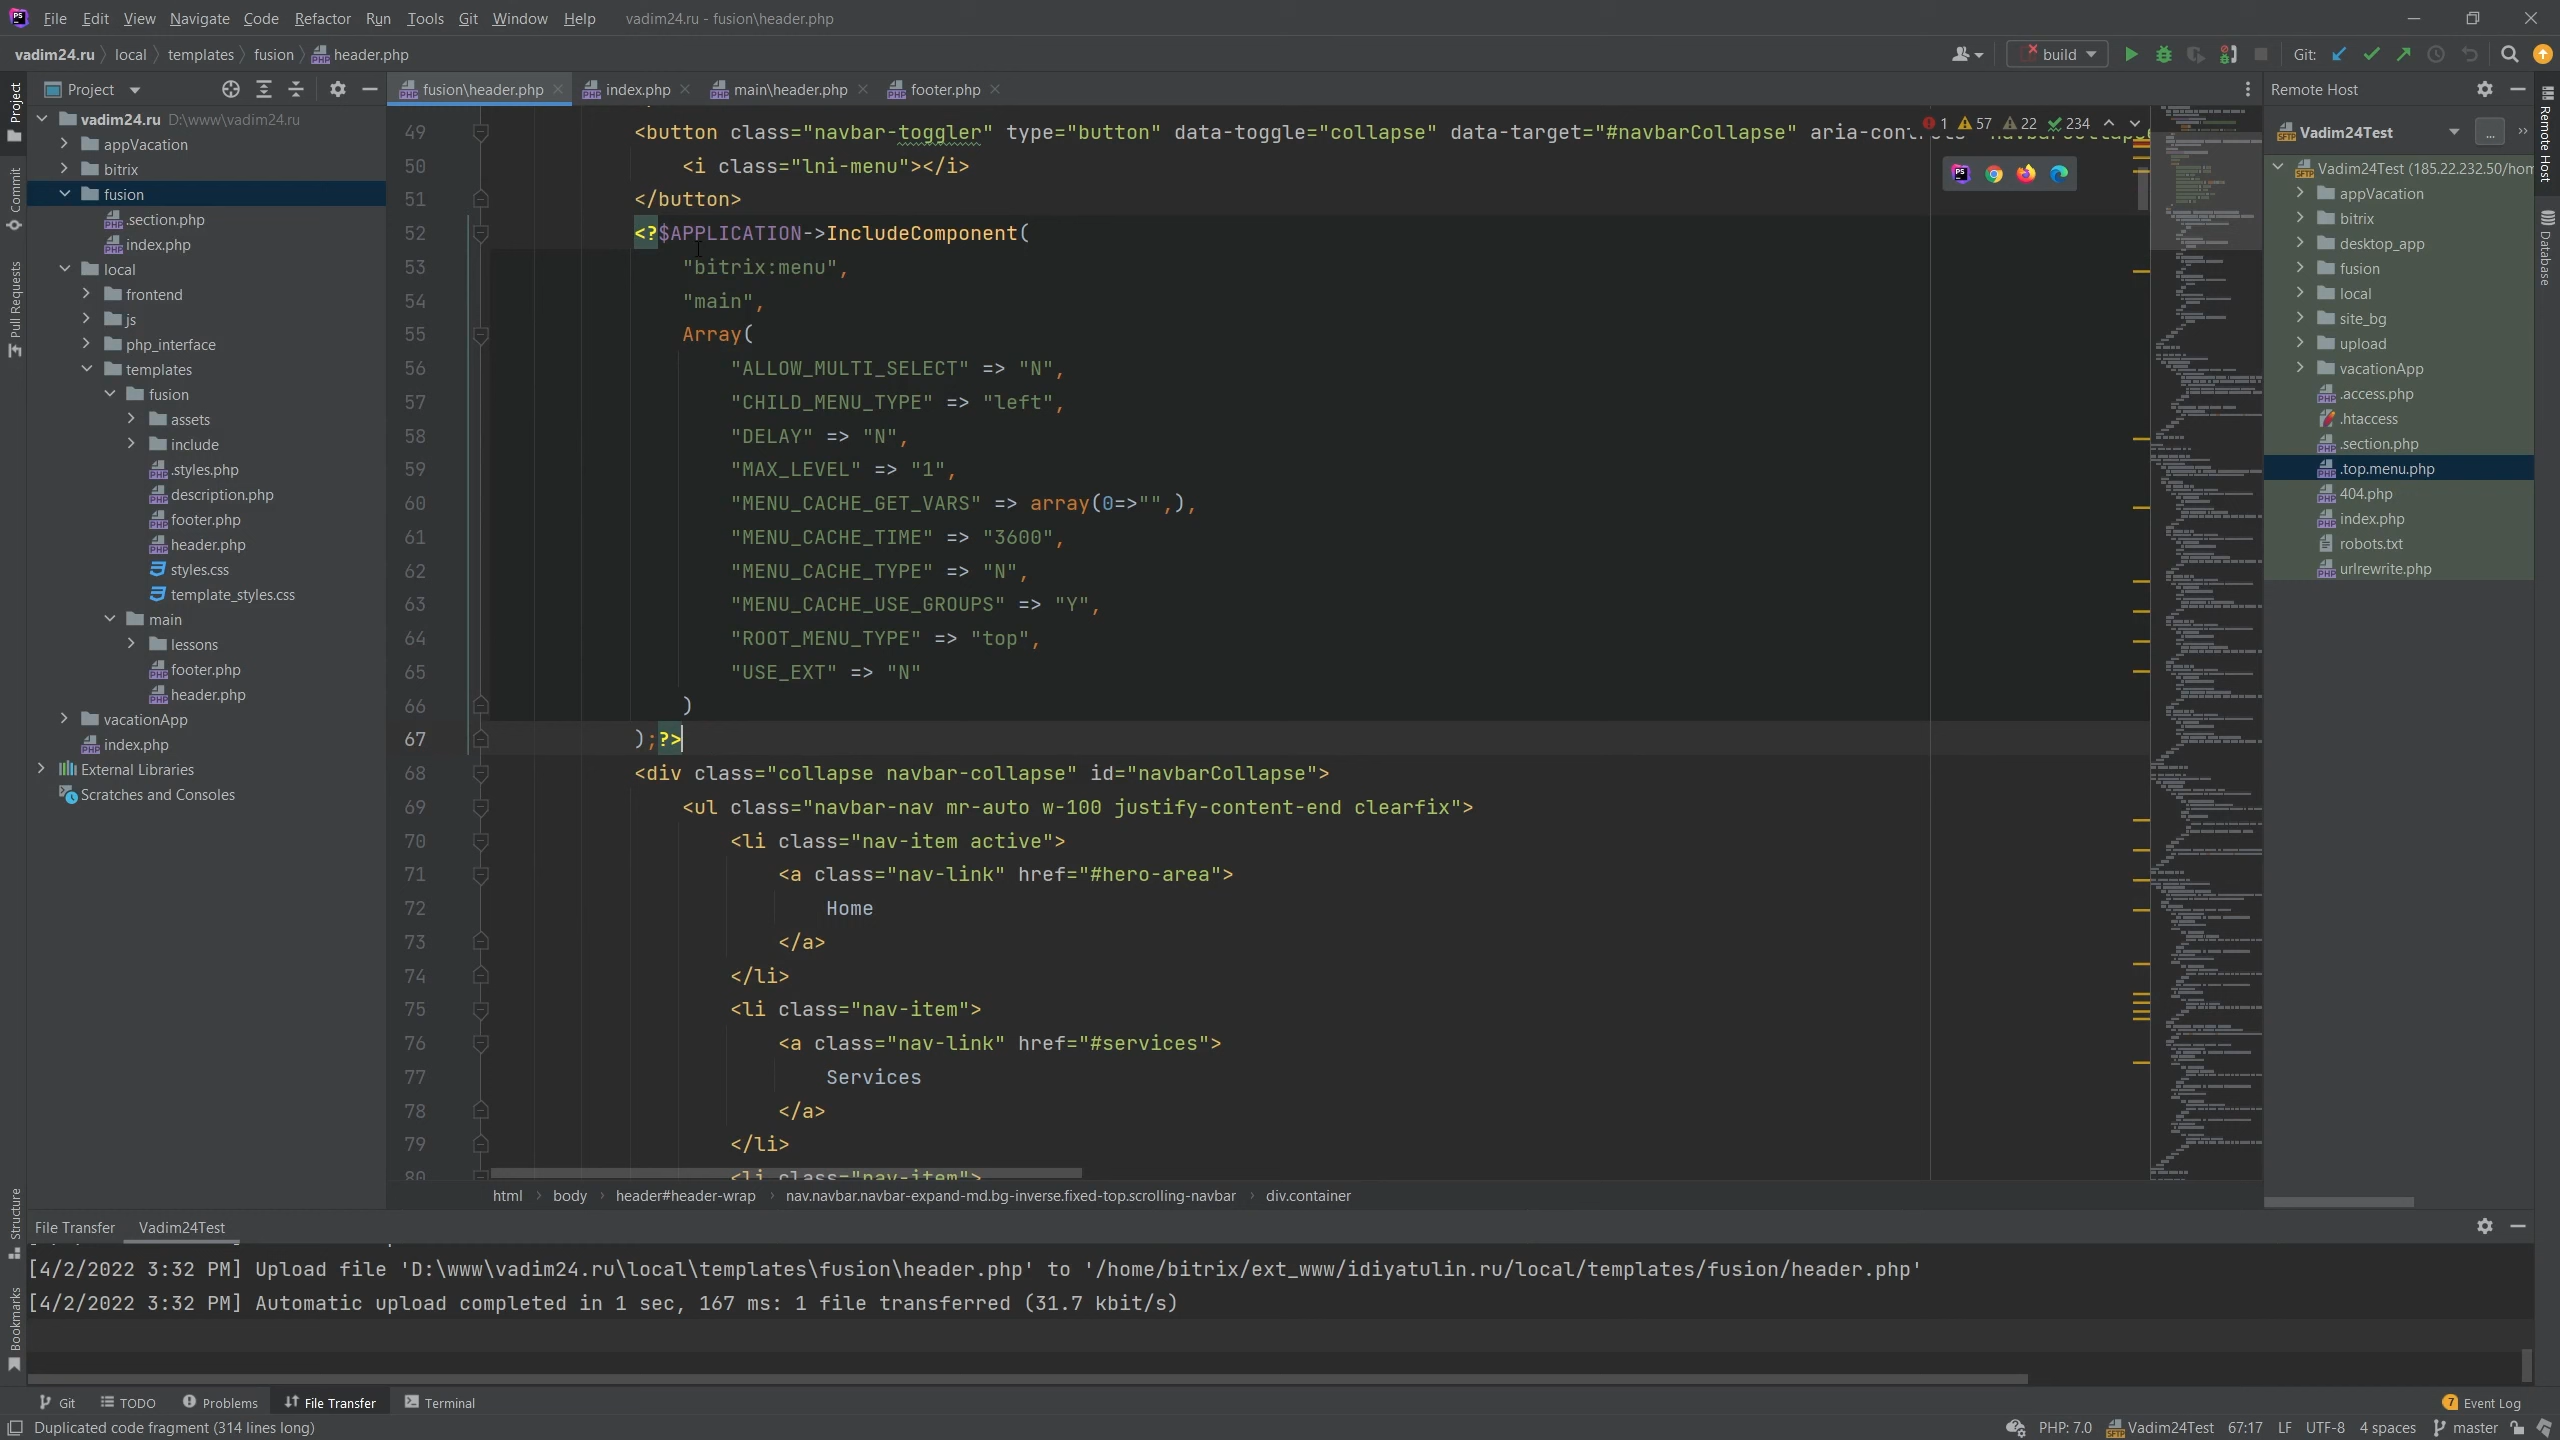 File Edit View Navigate Code Refactor Run Tools Git Window Help vadim24.ru - fusion\header.php
vadim24.ru local templates fusion header.php build Git:
Project
fusion\header.php index.php main\header.php footer.php
Remote Host
vadim24.ru D:\www\vadim24.ru
appVacation
bitrix
fusion
.section.php
index.php
local
frontend
js
php_interface
templates
fusion
assets
include
.styles.php
description.php
footer.php
header.php
styles.css
template_styles.css
main
lessons
footer.php
header.php
vacationApp
index.php
External Libraries
Scratches and Consoles
Project
Commit
Pull Requests
Structure
Bookmarks
1 57 22 234
49 <button class="navbar-toggler" type="button" data-toggle="collapse" data-target="#navbarCollapse"
50 <i class="lni-menu"></i>
51 </button>
52 <?$APPLICATION->IncludeComponent(
53 "bitrix:menu",
54 "main",
55 Array(
56 "ALLOW_MULTI_SELECT" => "N",
57 "CHILD_MENU_TYPE" => "left",
58 "DELAY" => "N",
59 "MAX_LEVEL" => "1",
60 "MENU_CACHE_GET_VARS" => array(0=>"",),
61 "MENU_CACHE_TIME" => "3600",
62 "MENU_CACHE_TYPE" => "N",
63 "MENU_CACHE_USE_GROUPS" => "Y",
64 "ROOT_MENU_TYPE" => "top",
65 "USE_EXT" => "N"
66 )
67 );?>
68 <div class="collapse navbar-collapse" id="navbarCollapse">
69 <ul class="navbar-nav mr-auto w-100 justify-content-end clearfix">
70 <li class="nav-item active">
71 <a class="nav-link" href="#hero-area">
72 Home
73 </a>
74 </li>
75 <li class="nav-item">
76 <a class="nav-link" href="#services">
77 Services
78 </a>
79 </li>
80 <li class="nav-item">
html body header#header-wrap nav.navbar.navbar-expand-md.bg-inverse.fixed-top.scrolling-navbar div.container
Vadim24Test ...
Vadim24Test (185.22.232.50/hom
appVacation
bitrix
desktop_app
fusion
local
site_bg
upload
vacationApp
.access.php
.htaccess
.section.php
.top.menu.php
404.php
index.php
robots.txt
urlrewrite.php
Remote Host
Database
File Transfer Vadim24Test
[4/2/2022 3:32 PM] Upload file 'D:\www\vadim24.ru\local\templates\fusion\header.php' to '/home/bitrix/ext_www/idiyatulin.ru/local/templates/fusion/header.php'
[4/2/2022 3:32 PM] Automatic upload completed in 1 sec, 167 ms: 1 file transferred (31.7 kbit/s)
Git TODO Problems File Transfer Terminal 7 Event Log
Duplicated code fragment (314 lines long) PHP: 7.0 Vadim24Test 67:17 LF UTF-8 4 spaces master